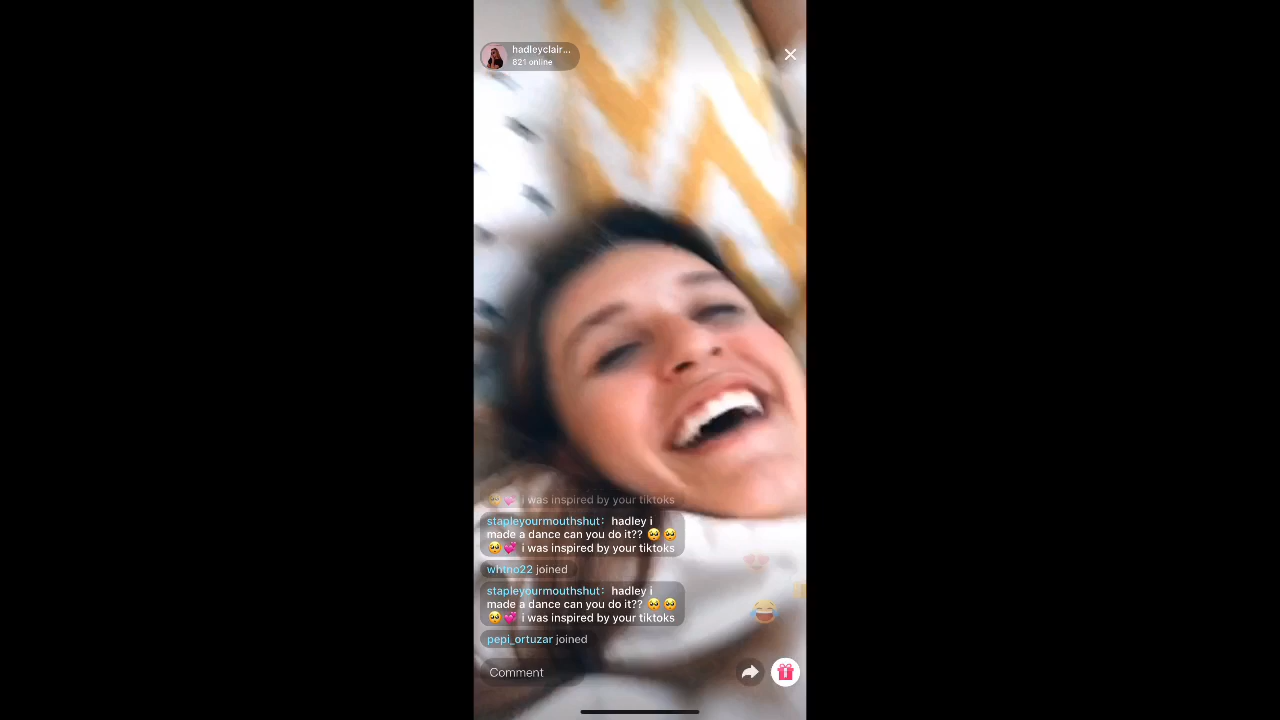 hadleyclair...
821 online
🥺 💞 i was inspired by your tiktoks
stapleyourmouthshut: hadley i
made a dance can you do it?? 🥺 🥺
🥺 💞 i was inspired by your tiktoks
whtno22 joined
stapleyourmouthshut: hadley i
made a dance can you do it?? 🥺 🥺
🥺 💞 i was inspired by your tiktoks
pepi_ortuzar joined
Comment